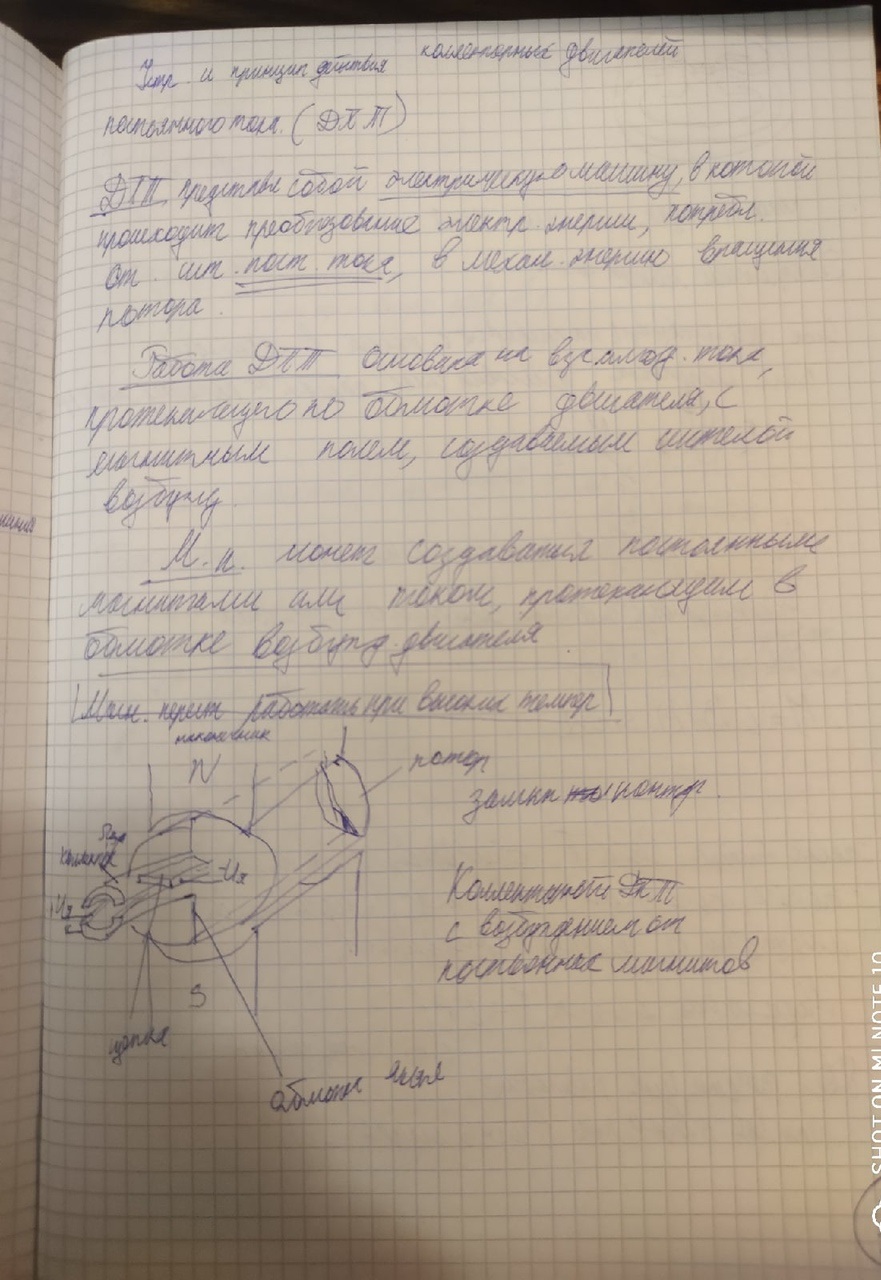 Устр. и принцип действия коллекторных двигателей
постоянного тока. (ДПТ)
ДПТ представл собой электрическую машину, в которой
происходит преобразование электр. энергии, потребл.
от ист. пост. тока, в механ. энергию вращения
ротора.
Работа ДПТ основана на взаимод. тока,
протекающего по обмотке двигателя, с
магнитным полем, создаваемым системой
возбужд.
М.п. может создаваться постоянными
магнитами или током, протекающим в
обмотке возбужд. двигателя
Магн. перест работать при высоких темпер
наконечник
N
ротор
замкн контур.
Uя
Uя
Коллекторный ДПТ
с возбуждением от
постоянных магнитов
S
щётки
обмотка якоря
SHOT ON MI NOTE 10